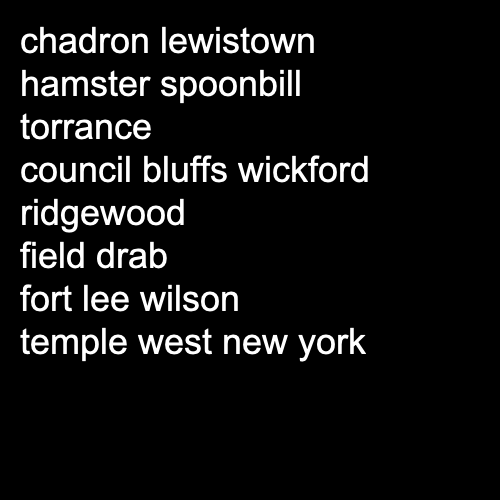 chadron lewistown
hamster spoonbill
torrance
council bluffs wickford
ridgewood
field drab
fort lee wilson
temple west new york